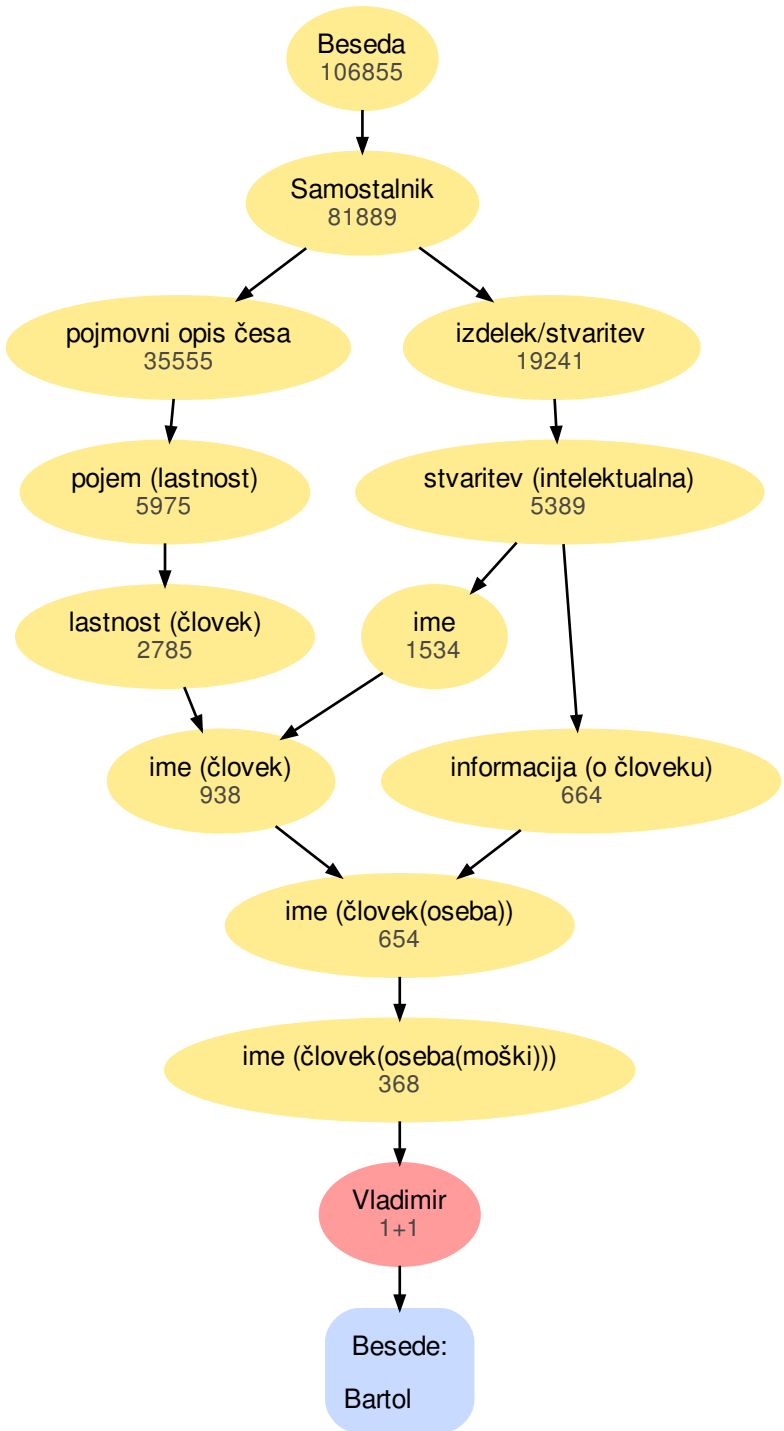 Beseda
106855
Samostalnik
81889
pojmovni opis česa
35555
izdelek/stvaritev
19241
pojem (lastnost)
5975
stvaritev (intelektualna)
5389
lastnost (človek)
2785
ime
1534
ime (človek)
938
informacija (o človeku)
664
ime (človek(oseba))
654
ime (človek(oseba(moški)))
368
Vladimir
1+1
Besede:
Bartol